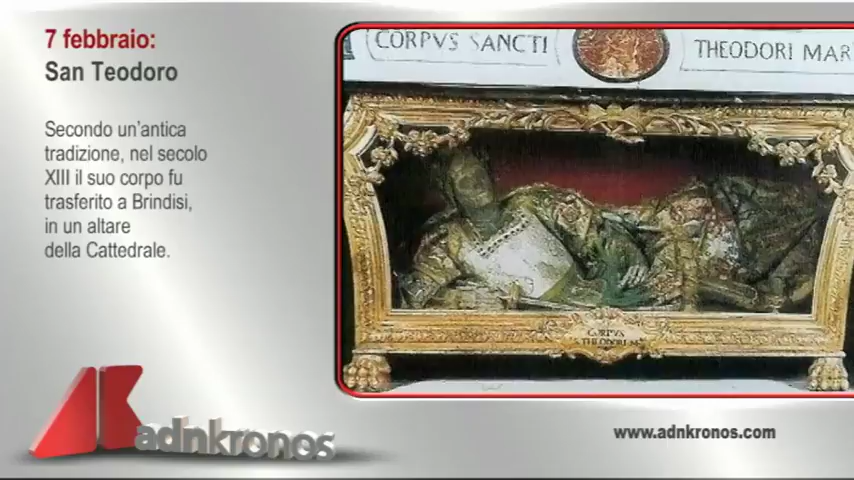 7 febbraio:
San Teodoro
Secondo un'antica
tradizione, nel secolo
XIII il suo corpo fu
trasferito a Brindisi,
in un altare
della Cattedrale.
CORPVS SANCTI
THEODORI MAR
CORPVS
S. THEODORI M.
adnkronos
www.adnkronos.com